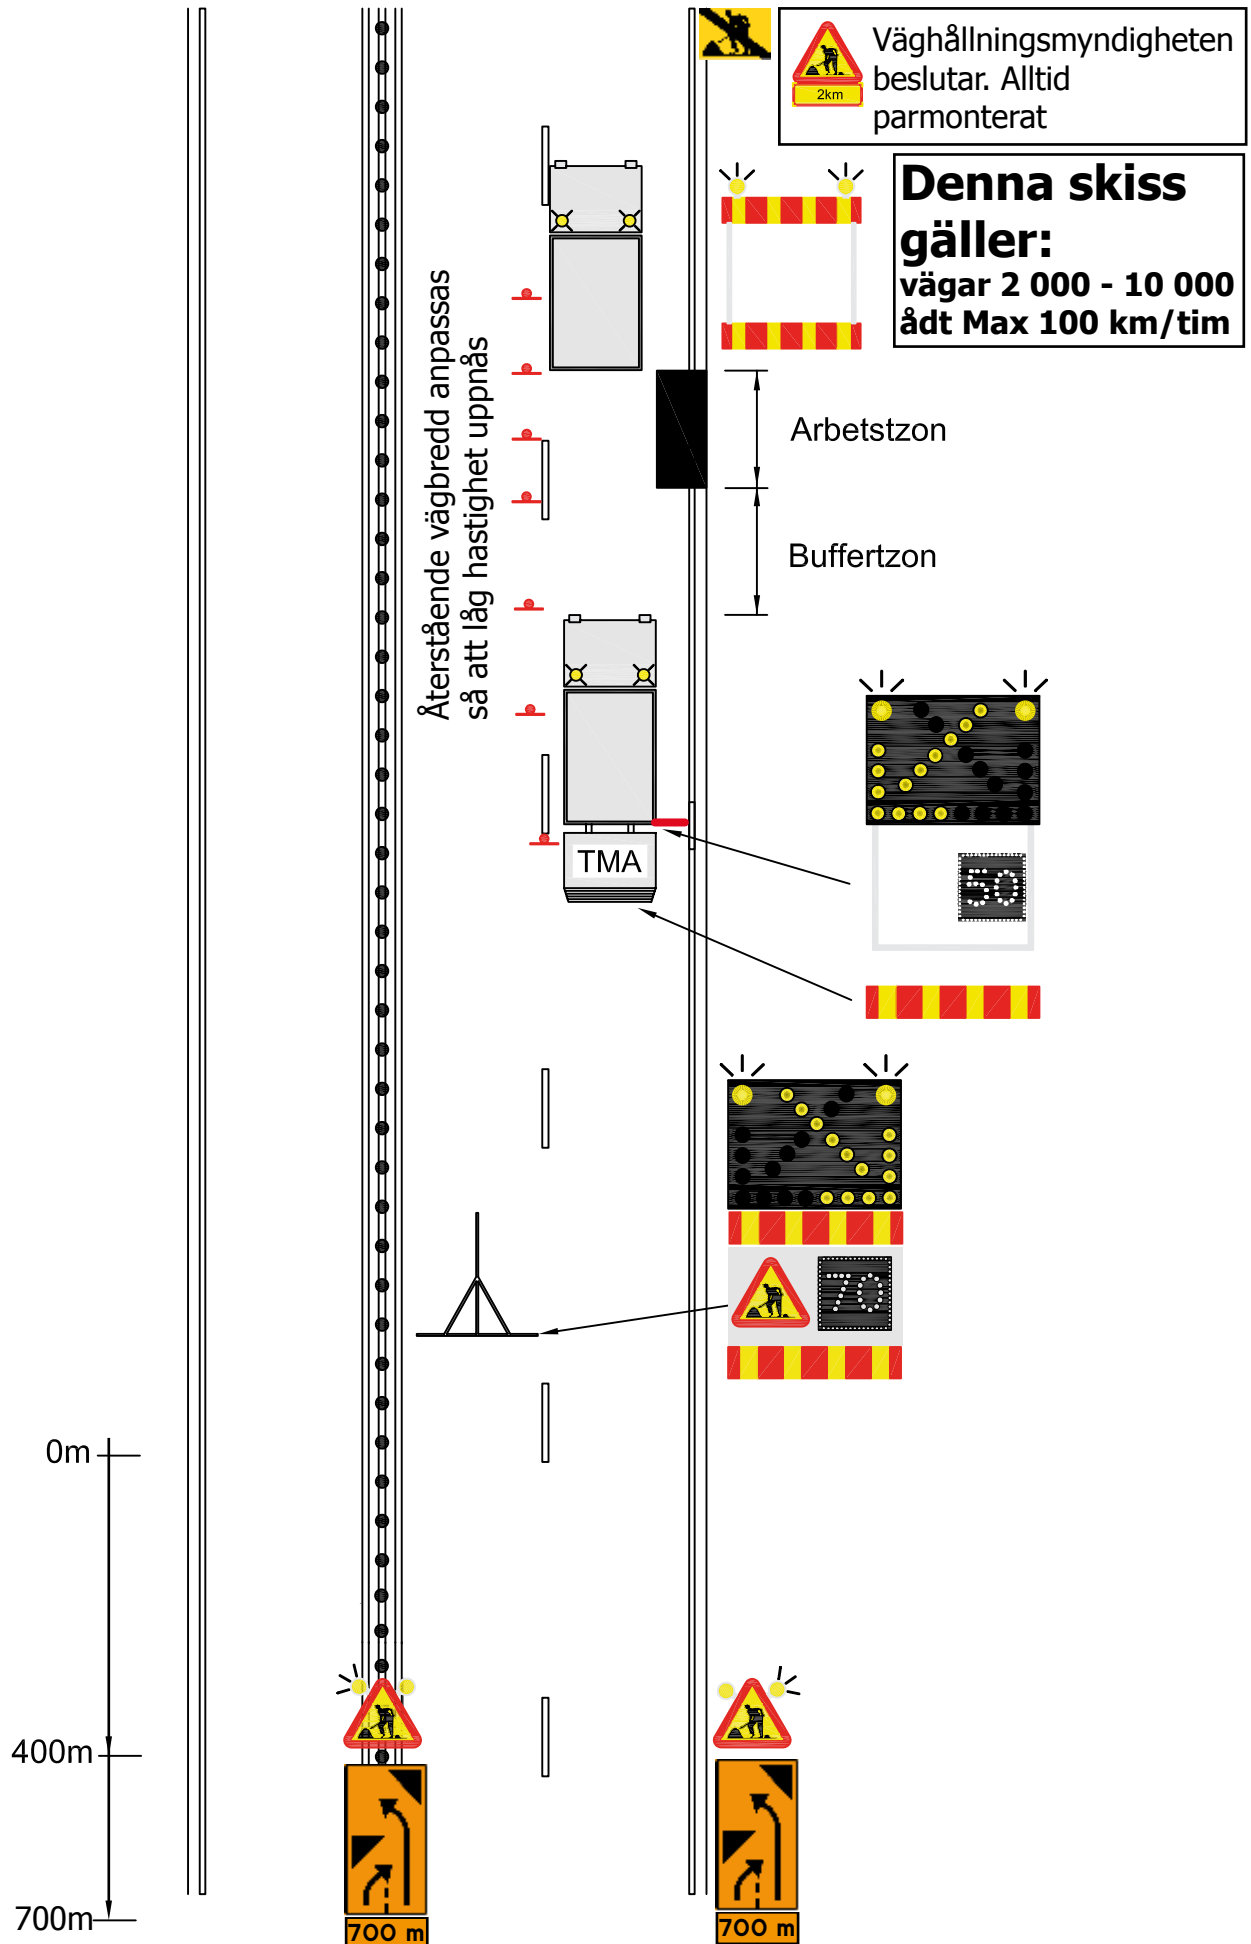 Väghållningsmyndigheten
beslutar. Alltid
parmonterat
2km
Denna skiss
gäller:
vägar 2 000 - 10 000
ådt Max 100 km/tim
Återstående vägbredd anpassas
så att låg hastighet uppnås
Arbetstzon
Buffertzon
TMA
50
70
0m
400m
700m
700 m
700 m